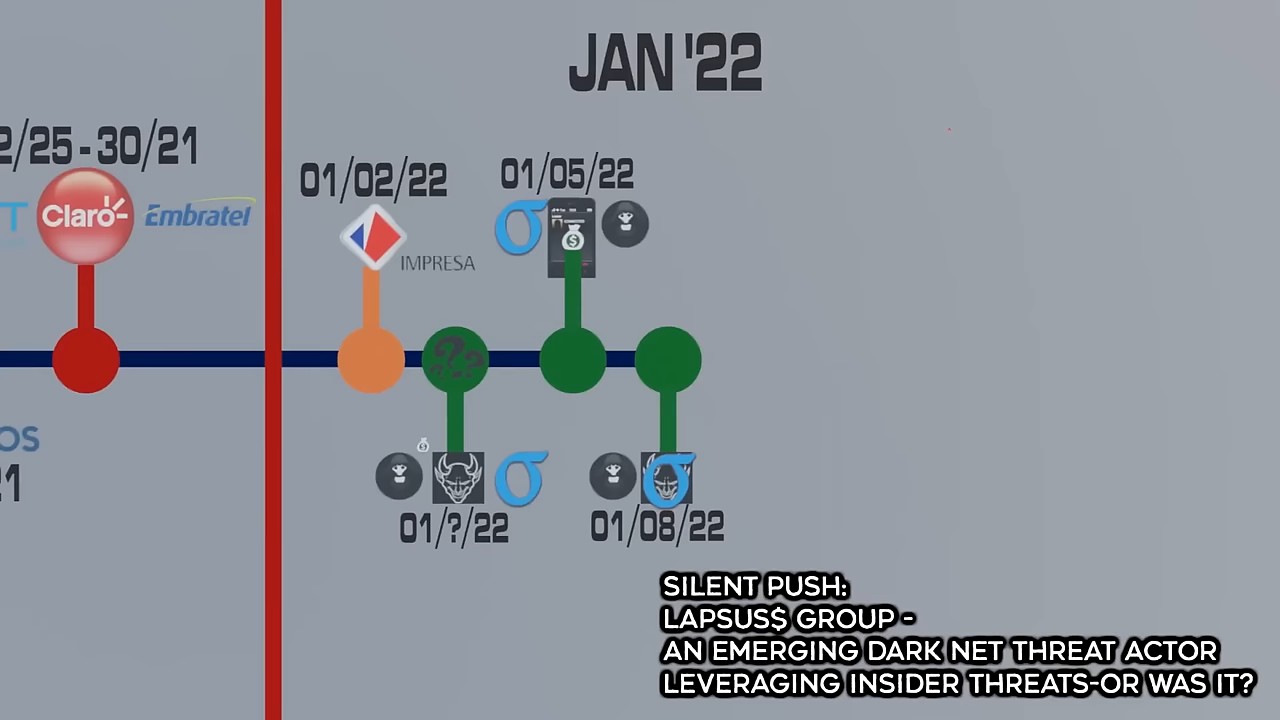 JAN '22
2/25 - 30/21
01/02/22
01/05/22
Claro
Embratel
IMPRESA
??
OS
01/?/22
01/08/22
SILENT PUSH:
LAPSUS$ GROUP -
AN EMERGING DARK NET THREAT ACTOR
LEVERAGING INSIDER THREATS-OR WAS IT?